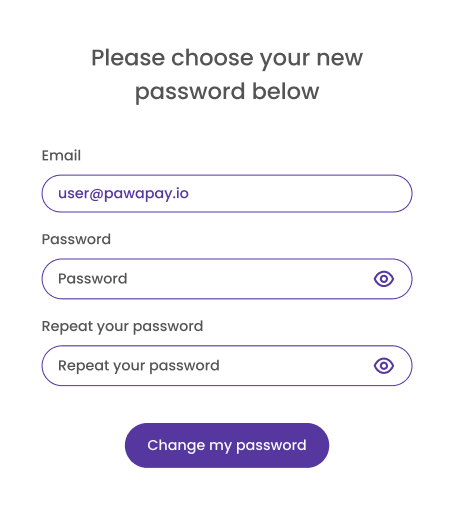 Please choose your new
password below
Email
user@pawapay.io
Password
Password
Repeat your password
Repeat your password
Change my password